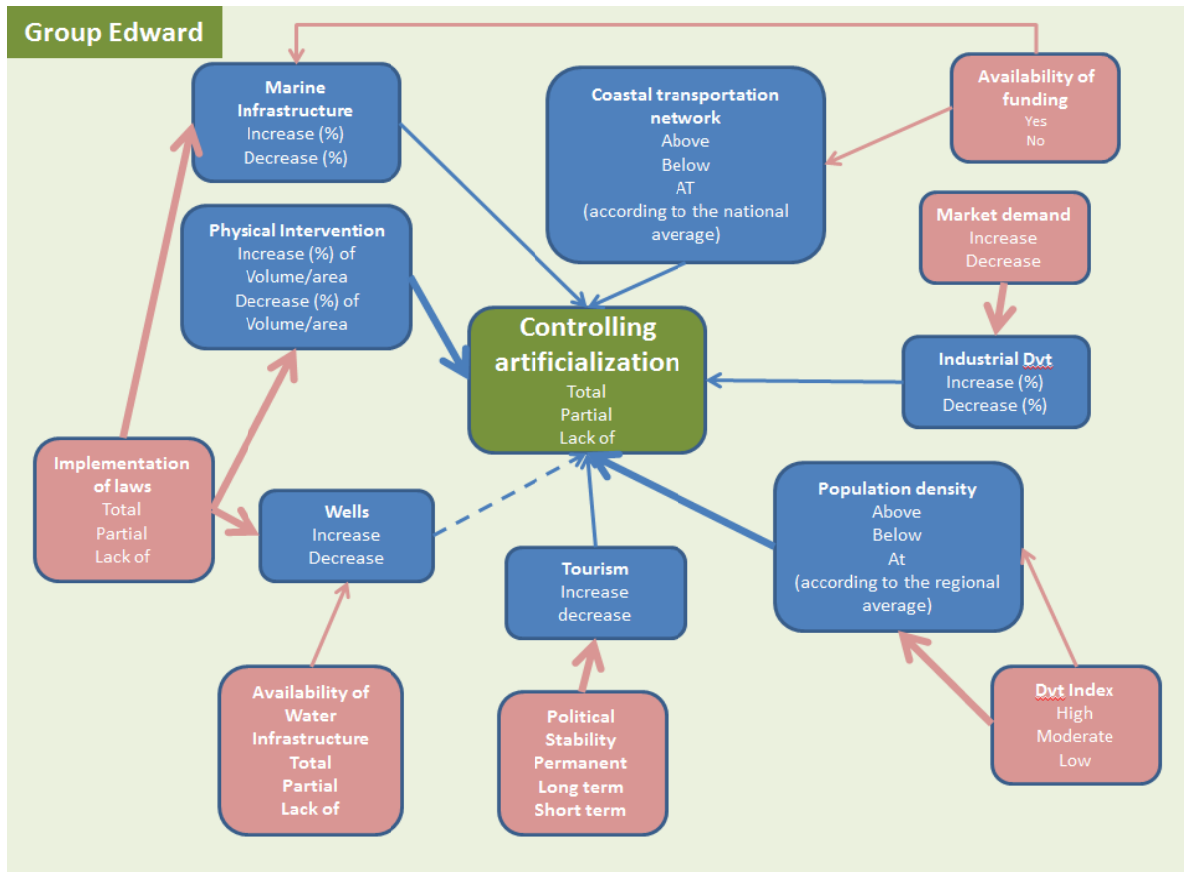 Group Edward
Marine
Infrastructure
Increase (%)
Decrease (%)
Coastal transportation
network
Above
Below
AT
(according to the national
average)
Availability of
funding
Yes
No
Physical Intervention
Increase (%) of
Volume/area
Decrease (%) of
Volume/area
Market demand
Increase
Decrease
Controlling
artificialization
Total
Partial
Lack of
Industrial Dvt
Increase (%)
Decrease (%)
Implementation
of laws
Total
Partial
Lack of
Wells
Increase
Decrease
Tourism
Increase
decrease
Population density
Above
Below
At
(according to the regional
average)
Availability of
Water
Infrastructure
Total
Partial
Lack of
Political
Stability
Permanent
Long term
Short term
Dvt Index
High
Moderate
Low